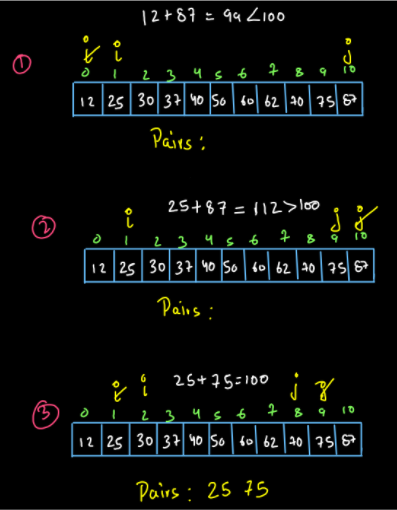 12+87 = 99 < 100
i i j
① 0 1 2 3 4 5 6 7 8 9 10
12 25 30 37 40 50 60 62 70 75 87
Pairs :
25+87 = 112 > 100
i j j
② 0 1 2 3 4 5 6 7 8 9 10
12 25 30 37 40 50 60 62 70 75 87
Pairs :
25+75=100
i i j j
③ 0 1 2 3 4 5 6 7 8 9 10
12 25 30 37 40 50 60 62 70 75 87
Pairs : 25 75